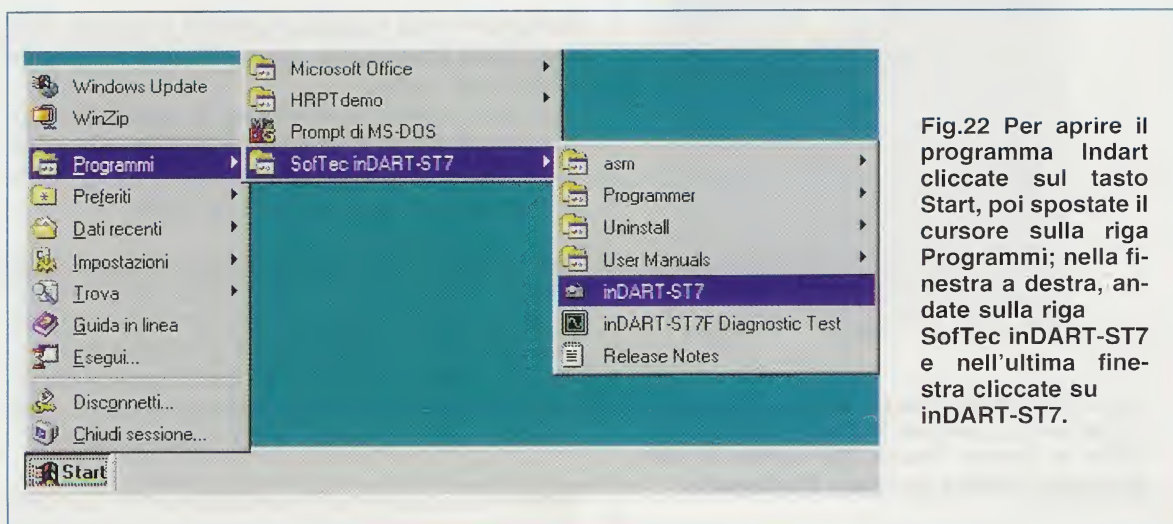 Windows Update
WinZip
Programmi
Preferiti
Dati recenti
Impostazioni
Trova
Guida in linea
Esegui...
Disconnetti...
Chiudi sessione...
Start
Microsoft Office
HRPTdemo
Prompt di MS-DOS
SofTec inDART-ST7
asm
Programmer
Uninstall
User Manuals
inDART-ST7
inDART-ST7F Diagnostic Test
Release Notes
Fig.22 Per aprire il
programma Indart
cliccate sul tasto
Start, poi spostate il
cursore sulla riga
Programmi; nella fi-
nestra a destra, an-
date sulla riga
SofTec inDART-ST7
e nell'ultima fine-
stra cliccate su
inDART-ST7.